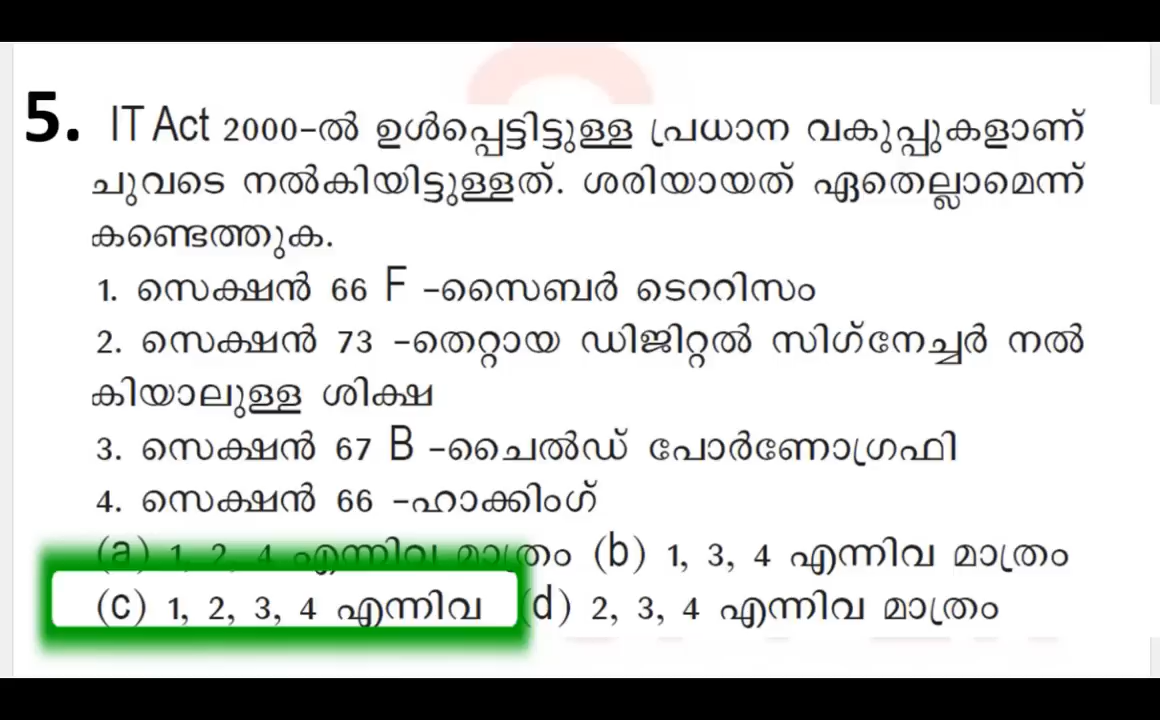 5. IT Act 2000-ൽ ഉൾപ്പെട്ടിട്ടുള്ള പ്രധാന വകുപ്പുകളാണ്
ചുവടെ നൽകിയിട്ടുള്ളത്. ശരിയായത് ഏതെല്ലാമെന്ന്
കണ്ടെത്തുക.
1. സെക്ഷൻ 66 F -സൈബർ ടെററിസം
2. സെക്ഷൻ 73 -തെറ്റായ ഡിജിറ്റൽ സിഗ്നേച്ചർ നൽ
കിയാലുള്ള ശിക്ഷ
3. സെക്ഷൻ 67 B -ചൈൽഡ് പോർണോഗ്രഫി
4. സെക്ഷൻ 66 -ഹാക്കിംഗ്
(a) 1, 2, 4 എന്നിവ മാത്രം (b) 1, 3, 4 എന്നിവ മാത്രം
(c) 1, 2, 3, 4 എന്നിവ (d) 2, 3, 4 എന്നിവ മാത്രം